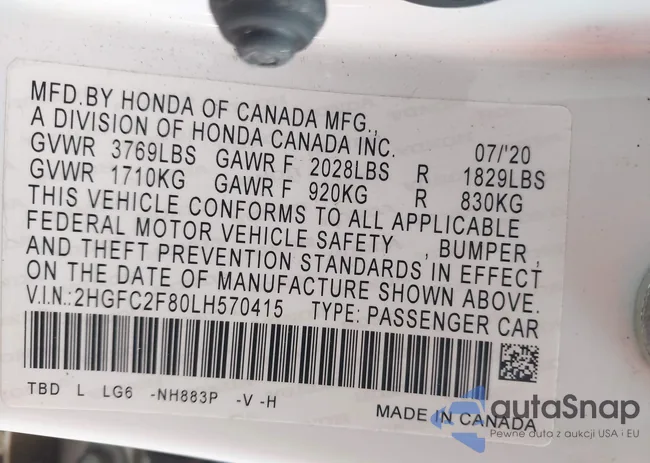 MFD.BY HONDA OF CANADA MFG.,
A DIVISION OF HONDA CANADA INC.
07/'20
GVWR 3769LBS GAWR F 2028LBS R 1829LBS
GVWR 1710KG GAWR F 920KG R 830KG
THIS VEHICLE CONFORMS TO ALL APPLICABLE
FEDERAL MOTOR VEHICLE SAFETY , BUMPER ,
AND THEFT PREVENTION STANDARDS IN EFFECT
ON THE DATE OF MANUFACTURE SHOWN ABOVE.
V.I.N.:2HGFC2F80LH570415 TYPE: PASSENGER CAR
TBD L LG6 -NH883P -V -H
MADE IN CANADA
autaSnap
Pewne auta z aukcji USA i EU